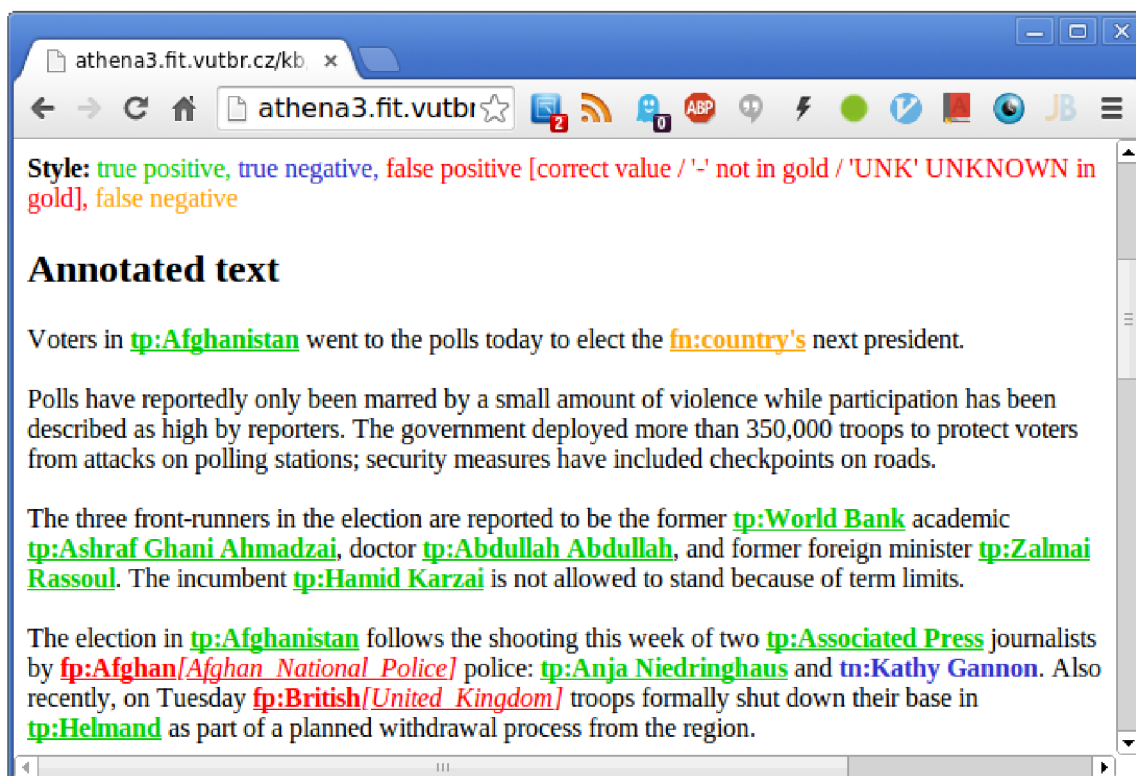 athena3.fit.vutbr.cz/kb
athena3.fit.vutbr
2
0
ABP
A
JB
Style: true positive, true negative, false positive [correct value / '-' not in gold / 'UNK' UNKNOWN in
gold], false negative
Annotated text
Voters in tp:Afghanistan went to the polls today to elect the fn:country's next president.
Polls have reportedly only been marred by a small amount of violence while participation has been
described as high by reporters. The government deployed more than 350,000 troops to protect voters
from attacks on polling stations; security measures have included checkpoints on roads.
The three front-runners in the election are reported to be the former tp:World Bank academic
tp:Ashraf Ghani Ahmadzai, doctor tp:Abdullah Abdullah, and former foreign minister tp:Zalmai
Rassoul. The incumbent tp:Hamid Karzai is not allowed to stand because of term limits.
The election in tp:Afghanistan follows the shooting this week of two tp:Associated Press journalists
by fp:Afghan[Afghan_National_Police] police: tp:Anja Niedringhaus and tn:Kathy Gannon. Also
recently, on Tuesday fp:British[United_Kingdom] troops formally shut down their base in
tp:Helmand as part of a planned withdrawal process from the region.